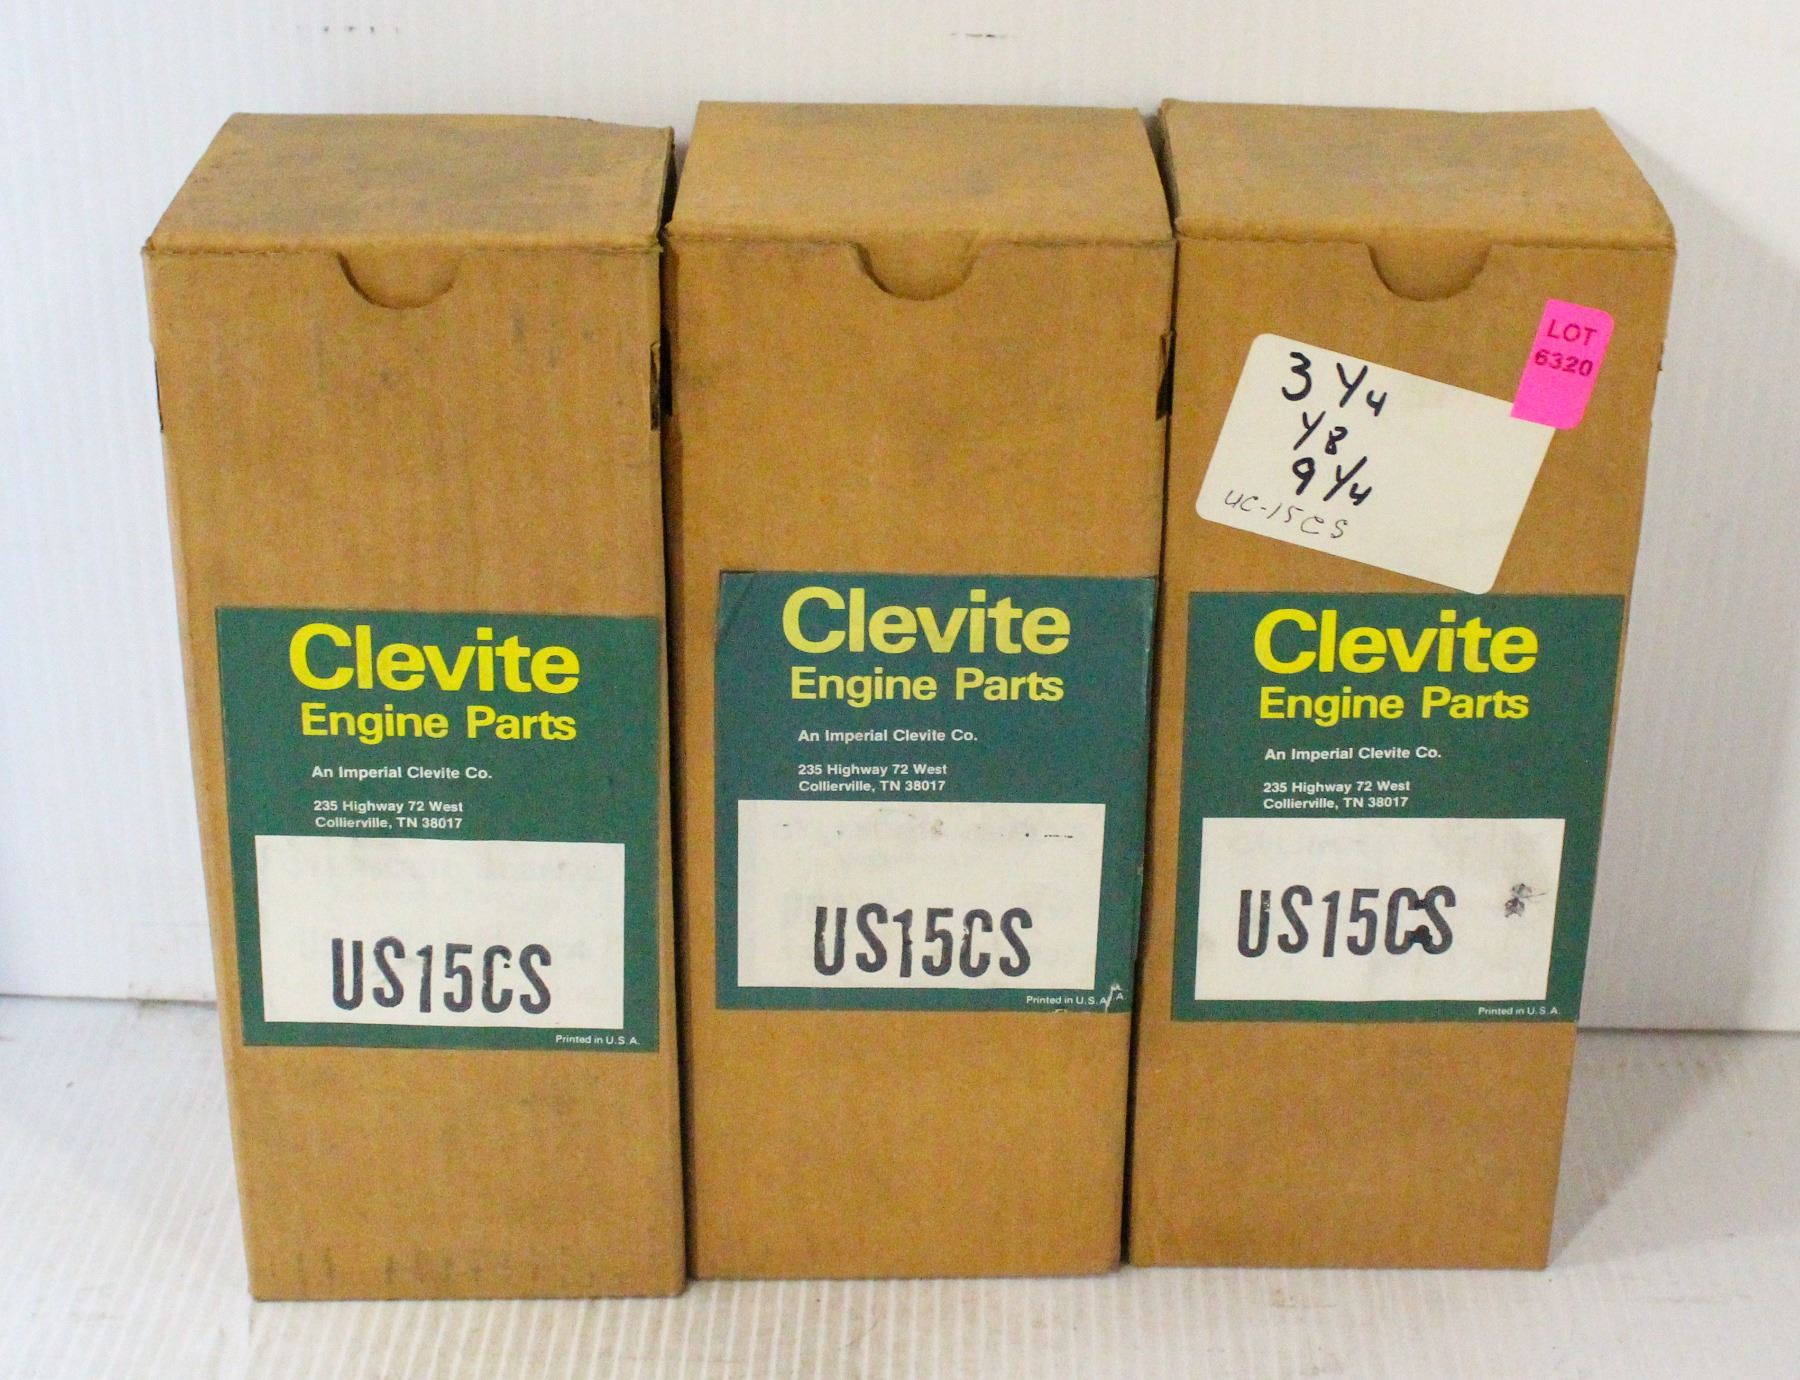 Clevite
Engine Parts
An Imperial Clevite Co.
235 Highway 72 West
Collierville, TN 38017
US15CS
Printed in U.S.A.
Clevite
Engine Parts
An Imperial Clevite Co.
235 Highway 72 West
Collierville, TN 38017
US15CS
Printed in U.S.A
LOT
6320
3 1/4
1/8
9 1/4
UC-15CS
Clevite
Engine Parts
An Imperial Clevite Co.
235 Highway 72 West
Collierville, TN 38017
US15CS
Printed in U.S.A.